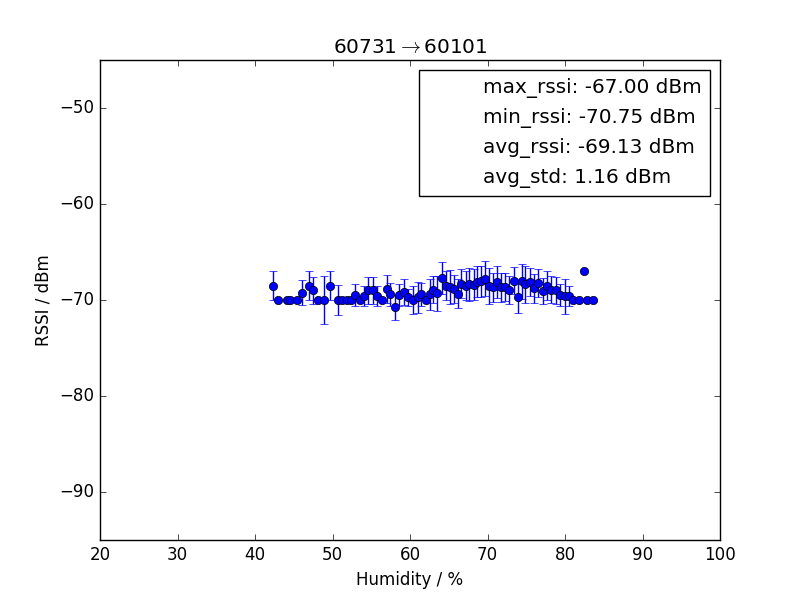 60731→60101
max_rssi: -67.00 dBm
min_rssi: -70.75 dBm
avg_rssi: -69.13 dBm
avg_std: 1.16 dBm
RSSI / dBm
−50
−60
−70
−80
−90
20 30 40 50 60 70 80 90 100
Humidity / %